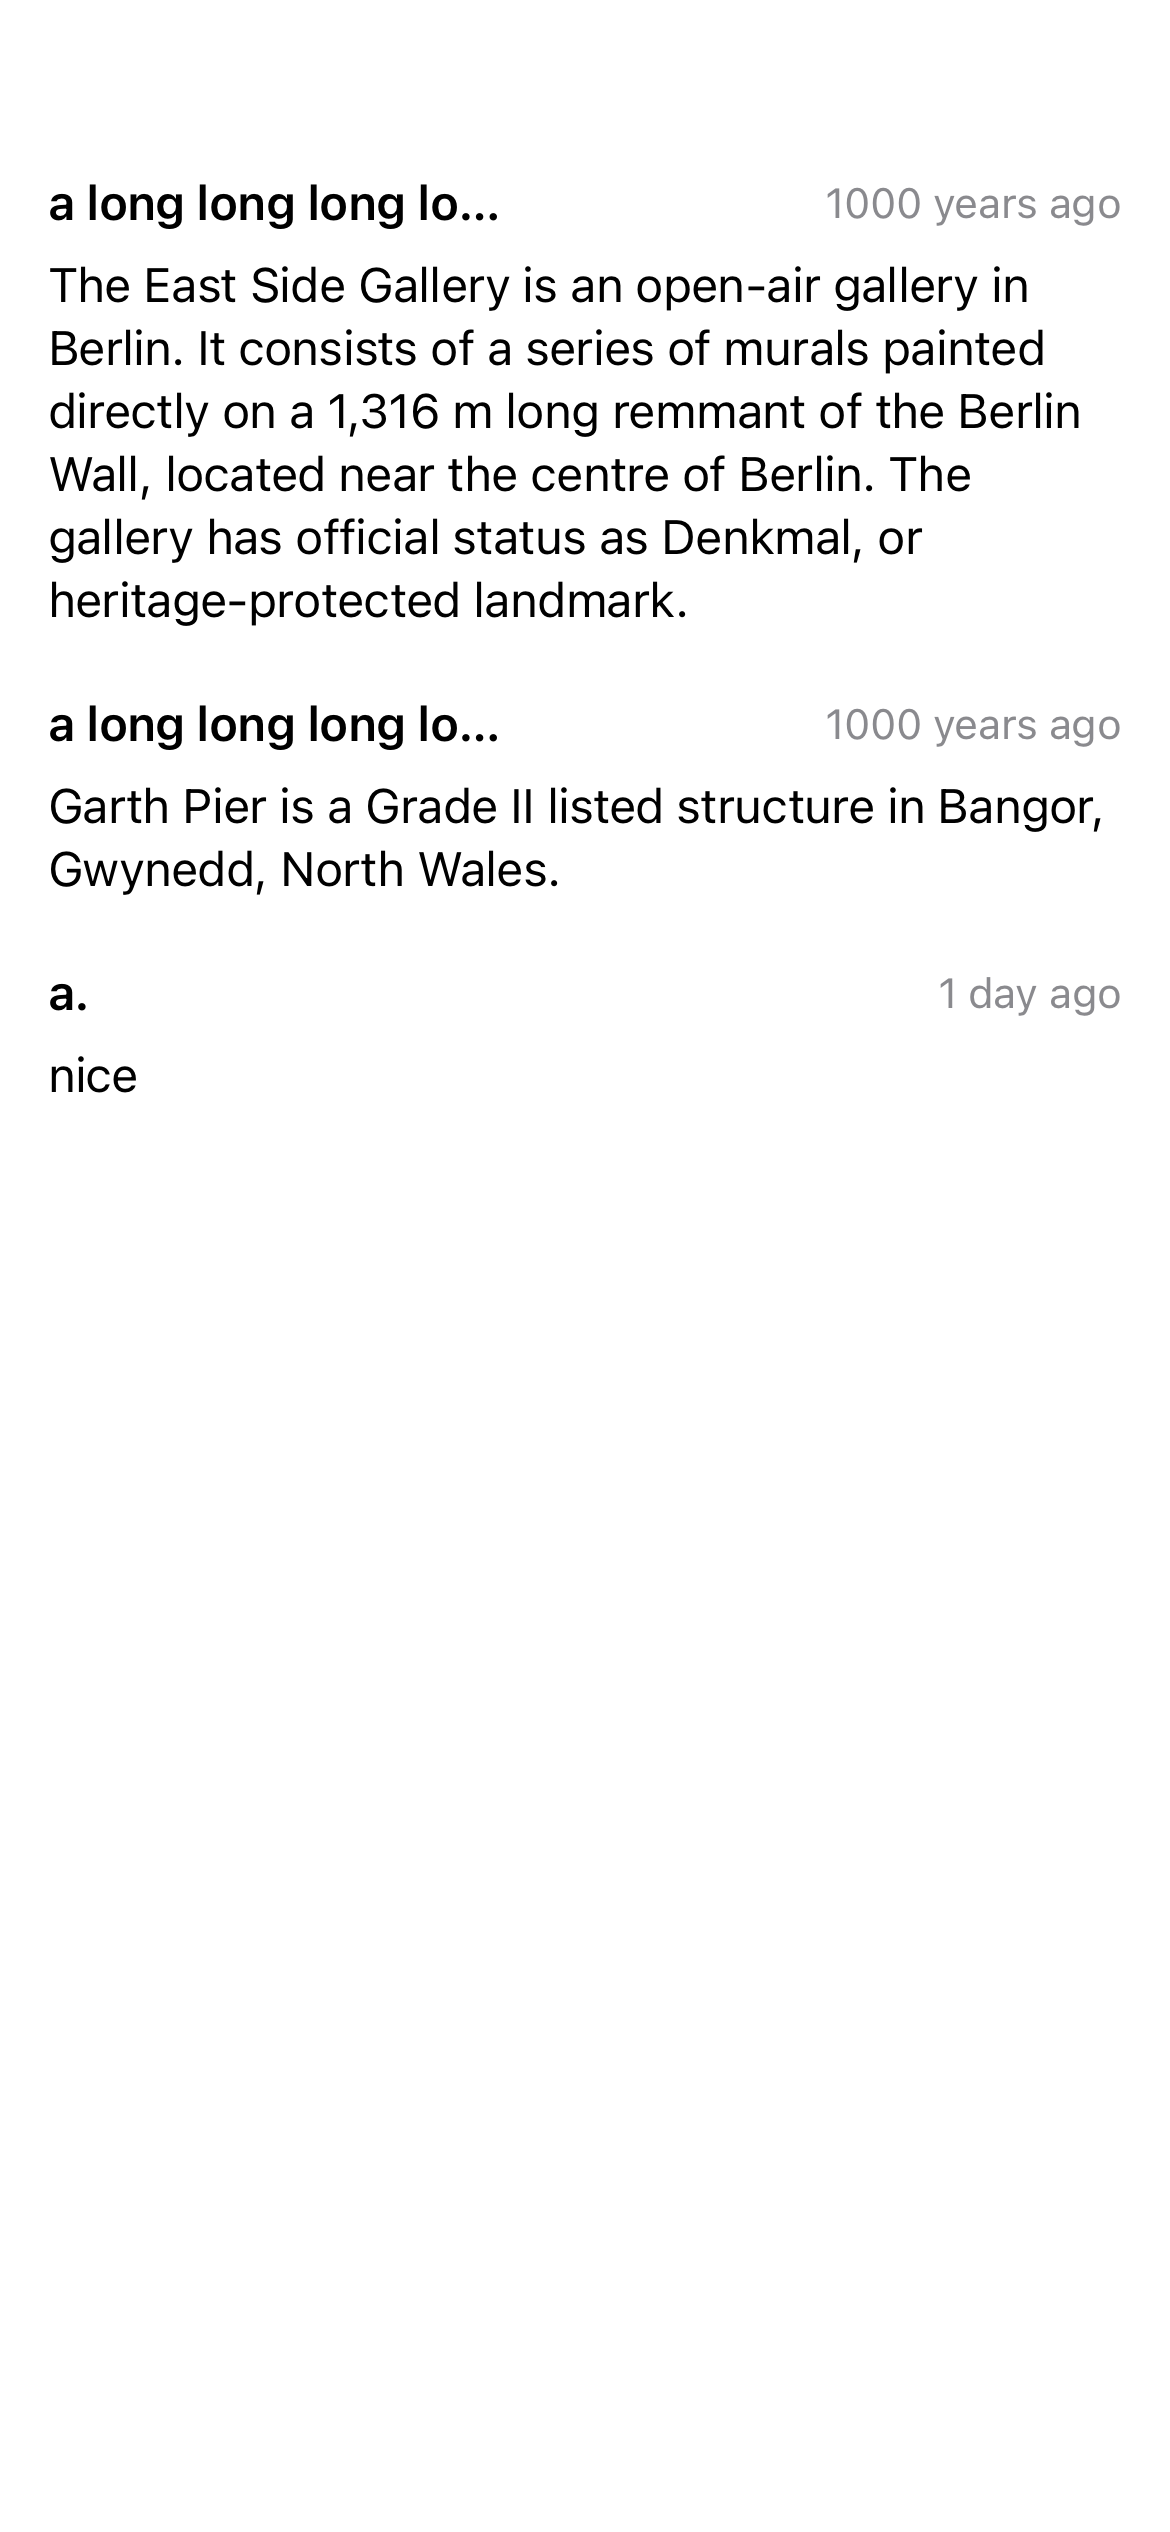 a long long long lo... 1000 years ago
The East Side Gallery is an open-air gallery in
Berlin. It consists of a series of murals painted
directly on a 1,316 m long remmant of the Berlin
Wall, located near the centre of Berlin. The
gallery has official status as Denkmal, or
heritage-protected landmark.
a long long long lo... 1000 years ago
Garth Pier is a Grade II listed structure in Bangor,
Gwynedd, North Wales.
a. 1 day ago
nice